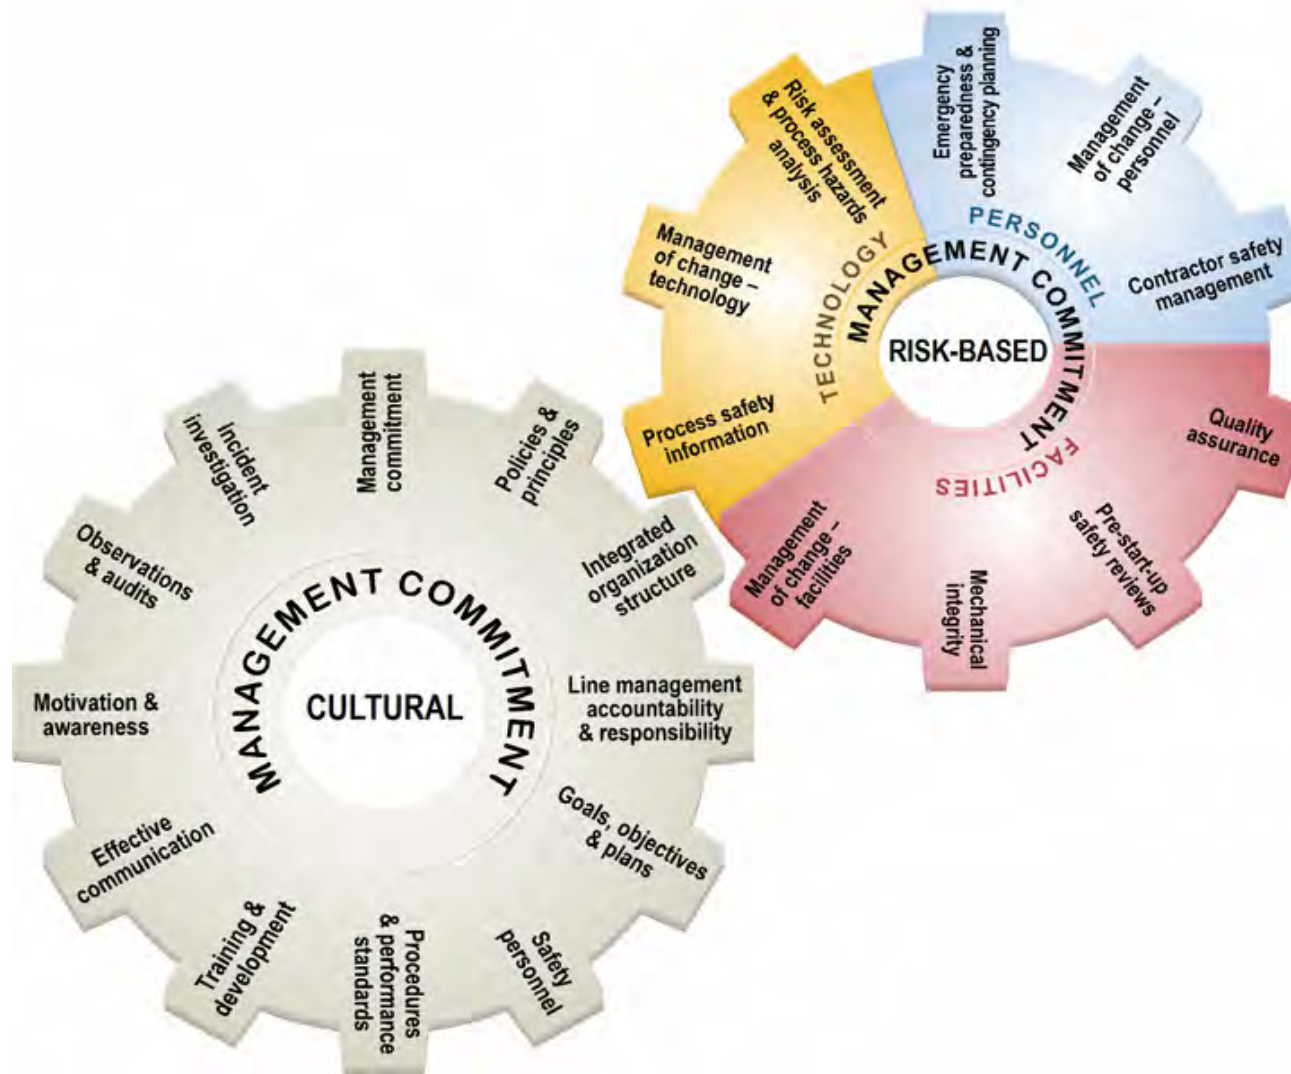 Emergency
preparedness &
contingency planning
Management
of change –
personnel
Contractor safety
management
Quality
assurance
Pre-start-up
safety reviews
Mechanical
integrity
Management
of change –
facilities
Process safety
information
Management
of change –
technology
Risk assessment
& process hazards
analysis
PERSONNEL
FACILITIES
TECHNOLOGY
MANAGEMENT COMMITMENT
RISK-BASED
Management
commitment
Policies &
principles
Integrated
organization
structure
Line management
accountability
& responsibility
Goals, objectives
& plans
Safety
personnel
Procedures
& performance
standards
Training &
development
Effective
communication
Motivation &
awareness
Observations
& audits
Incident
investigation
MANAGEMENT COMMITMENT
CULTURAL